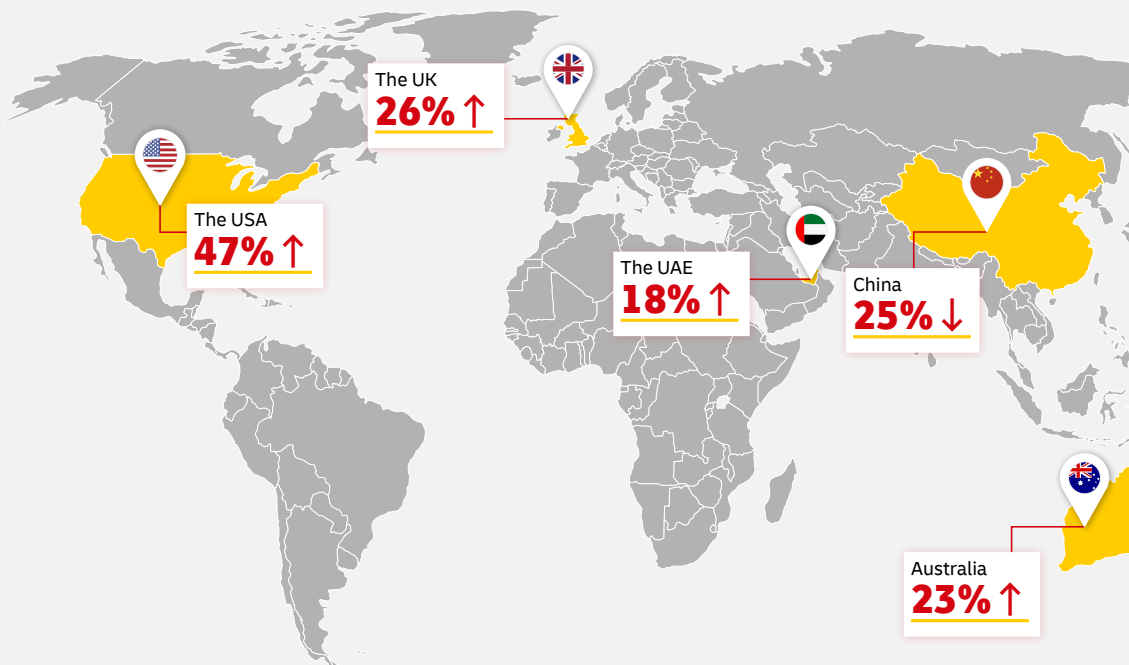 The UK
26% ↑
The USA
47% ↑
The UAE
18% ↑
China
25% ↓
Australia
23% ↑